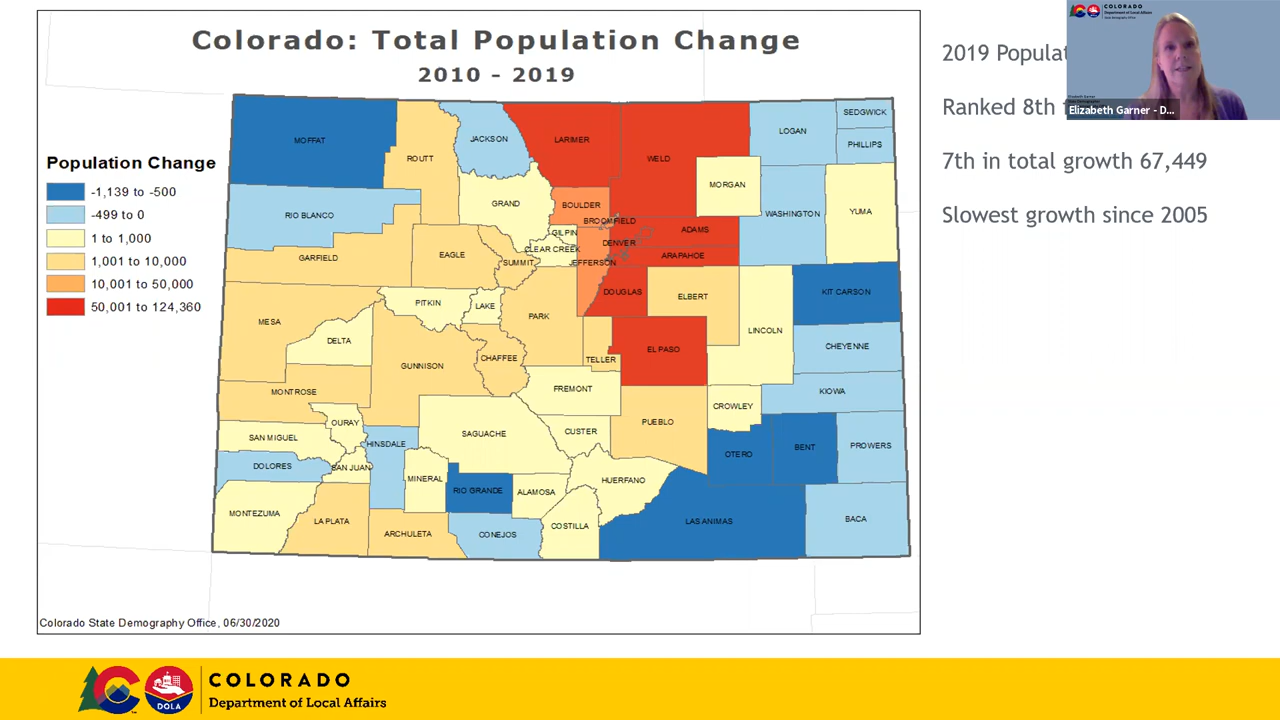 Colorado: Total Population Change
2010 - 2019
Population Change
-1,139 to -500
-499 to 0
1 to 1,000
1,001 to 10,000
10,001 to 50,000
50,001 to 124,360
MOFFAT
ROUTT
JACKSON
LARIMER
WELD
LOGAN
SEDGWICK
PHILLIPS
MORGAN
RIO BLANCO
GRAND
BOULDER
BROOMFIELD
WASHINGTON
YUMA
GILPIN
ADAMS
CLEAR CREEK
DENVER
GARFIELD
EAGLE
SUMMIT
JEFFERSON
ARAPAHOE
PITKIN
LAKE
DOUGLAS
ELBERT
KIT CARSON
MESA
PARK
LINCOLN
DELTA
GUNNISON
CHAFFEE
TELLER
EL PASO
CHEYENNE
MONTROSE
FREMONT
KIOWA
CROWLEY
OURAY
SAN MIGUEL
HINSDALE
SAGUACHE
CUSTER
PUEBLO
OTERO
BENT
PROWERS
DOLORES
SAN JUAN
MINERAL
RIO GRANDE
ALAMOSA
HUERFANO
MONTEZUMA
LA PLATA
ARCHULETA
CONEJOS
COSTILLA
LAS ANIMAS
BACA
Colorado State Demography Office, 06/30/2020
2019 Populat
Ranked 8th
7th in total growth 67,449
Slowest growth since 2005
COLORADO
Department of Local Affairs
Elizabeth Garner - D...
DOLA
COLORADO
Department of Local Affairs